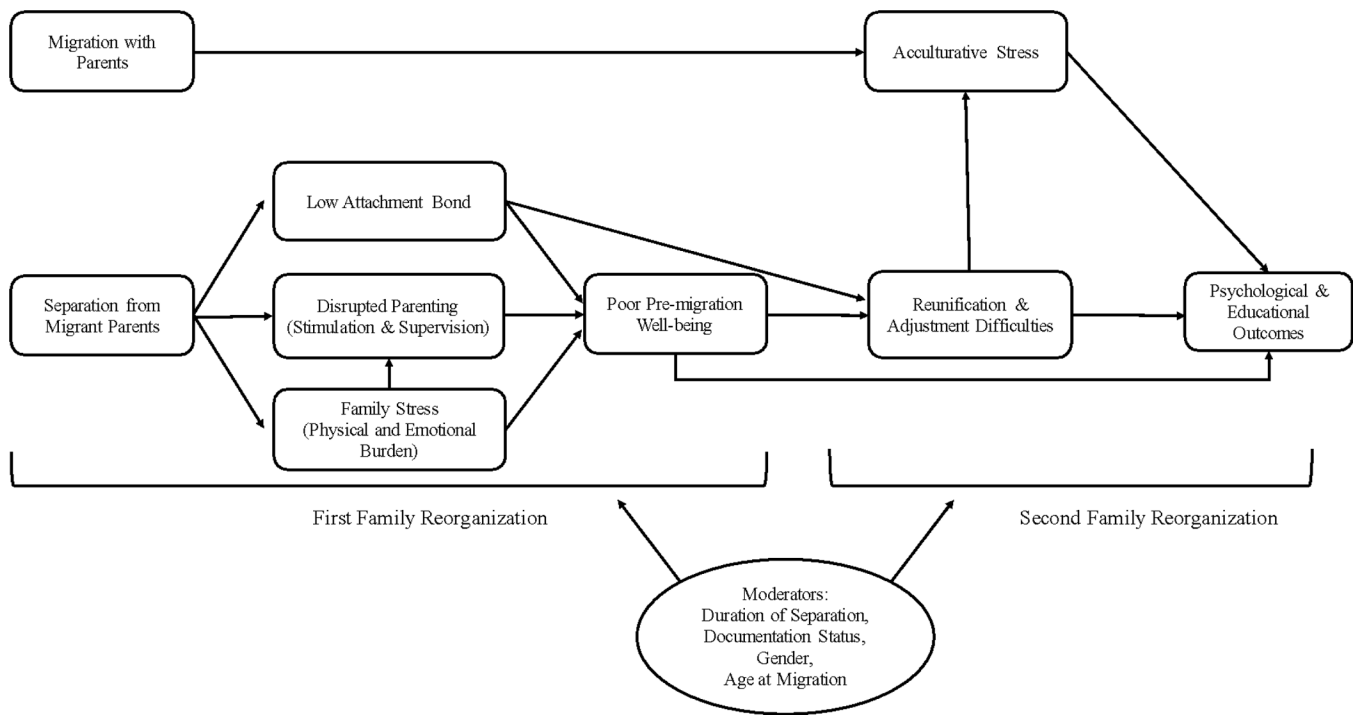 Migration with
Parents
Acculturative Stress
Low Attachment Bond
Separation from
Migrant Parents
Disrupted Parenting
(Stimulation & Supervision)
Poor Pre-migration
Well-being
Reunification &
Adjustment Difficulties
Psychological &
Educational
Outcomes
Family Stress
(Physical and Emotional
Burden)
First Family Reorganization
Second Family Reorganization
Moderators:
Duration of Separation,
Documentation Status,
Gender,
Age at Migration